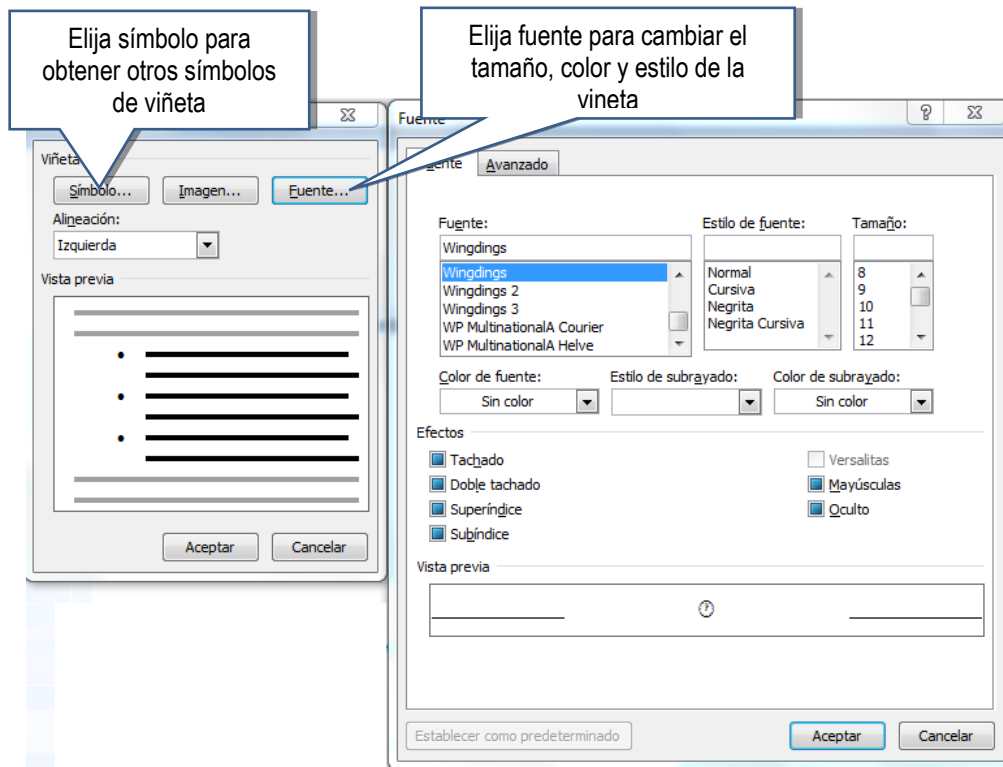 Elija símbolo para
obtener otros símbolos
de viñeta
Elija fuente para cambiar el
tamaño, color y estilo de la
vineta
Viñeta
Símbolo...
Imagen...
Fuente...
Alineación:
Izquierda
Vista previa
Aceptar
Cancelar
Fuente
Avanzado
Fuente:
Estilo de fuente:
Tamaño:
Wingdings
Wingdings
Wingdings 2
Wingdings 3
WP MultinationalA Courier
WP MultinationalA Helve
Normal
Cursiva
Negrita
Negrita Cursiva
8
9
10
11
12
Color de fuente:
Estilo de subrayado:
Color de subrayado:
Sin color
Sin color
Efectos
Tachado
Doble tachado
Superíndice
Subíndice
Versalitas
Mayúsculas
Oculto
Vista previa
Establecer como predeterminado
Aceptar
Cancelar